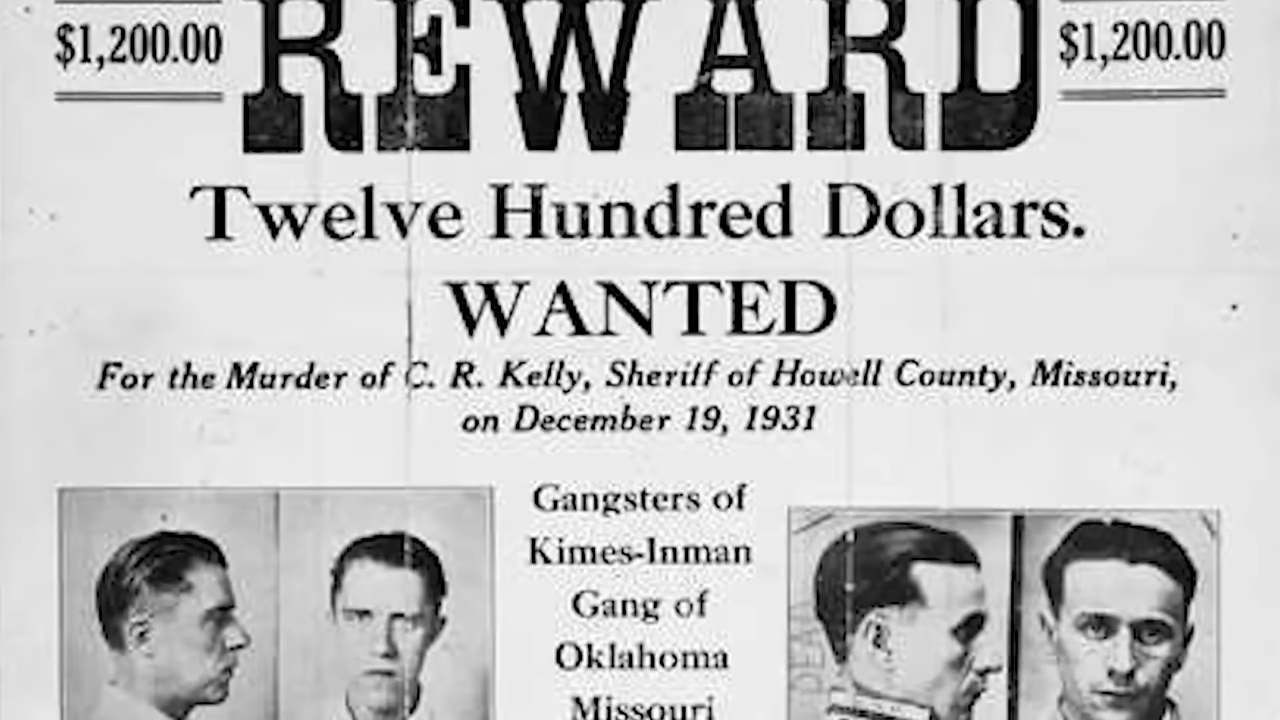 $1,200.00 REWARD $1,200.00
Twelve Hundred Dollars.
WANTED
For the Murder of C. R. Kelly, Sheriff of Howell County, Missouri,
on December 19, 1931
Gangsters of
Kimes-Inman
Gang of
Oklahoma
Missouri